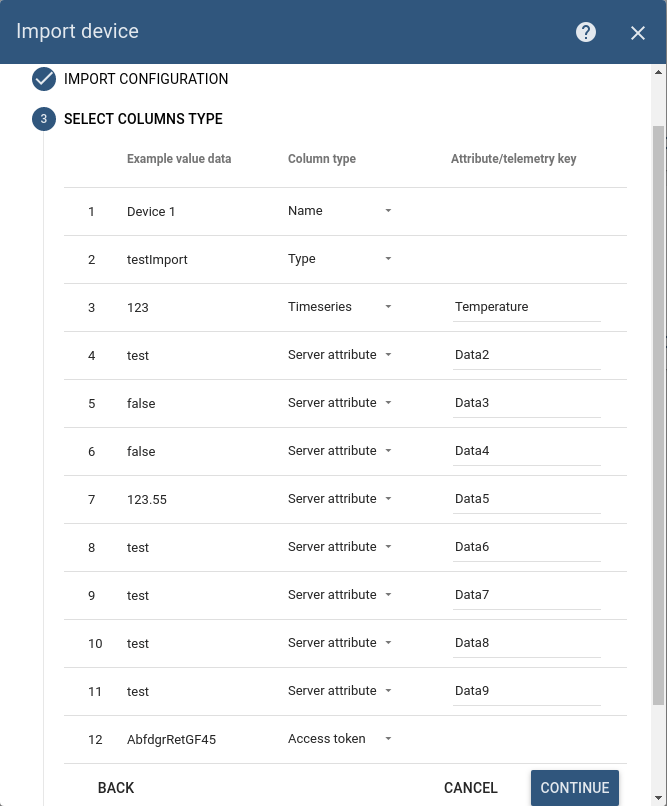 Import device
IMPORT CONFIGURATION
3 SELECT COLUMNS TYPE
Example value data Column type Attribute/telemetry key
1 Device 1 Name
2 testImport Type
3 123 Timeseries Temperature
4 test Server attribute Data2
5 false Server attribute Data3
6 false Server attribute Data4
7 123.55 Server attribute Data5
8 test Server attribute Data6
9 test Server attribute Data7
10 test Server attribute Data8
11 test Server attribute Data9
12 AbfdgrRetGF45 Access token
BACK CANCEL CONTINUE